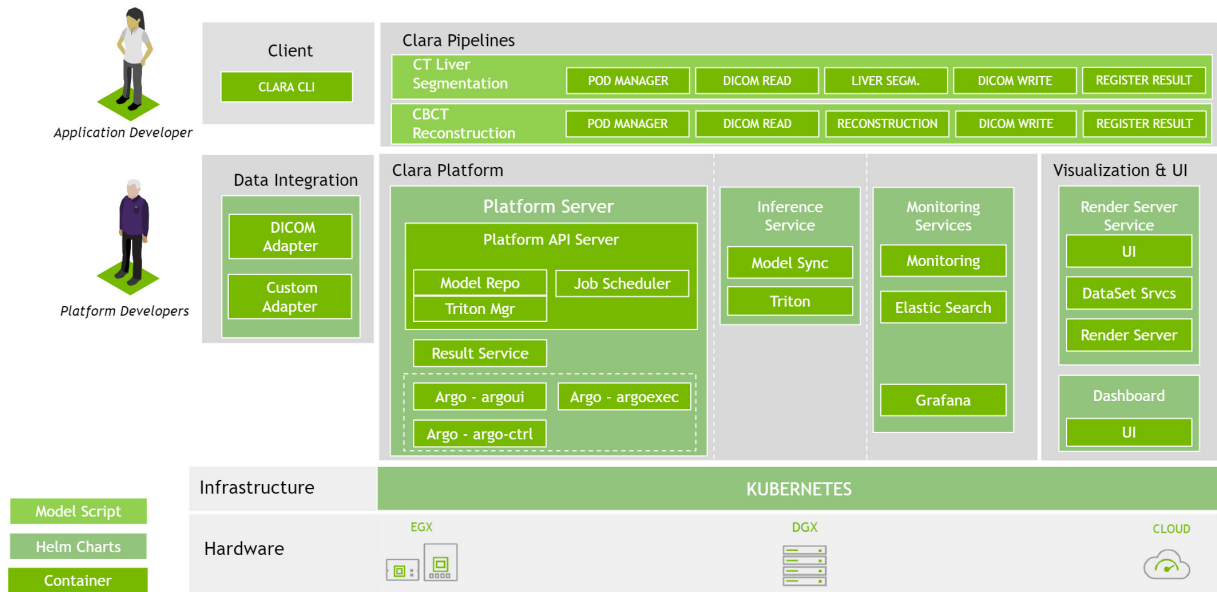 Application Developer
Client
CLARA CLI
Clara Pipelines
CT Liver
Segmentation
POD MANAGER
DICOM READ
LIVER SEGM.
DICOM WRITE
REGISTER RESULT
CBCT
Reconstruction
POD MANAGER
DICOM READ
RECONSTRUCTION
DICOM WRITE
REGISTER RESULT
Platform Developers
Data Integration
DICOM
Adapter
Custom
Adapter
Clara Platform
Platform Server
Platform API Server
Model Repo
Triton Mgr
Job Scheduler
Result Service
Argo - argoui
Argo - argoexec
Argo - argo-ctrl
Inference
Service
Model Sync
Triton
Monitoring
Services
Monitoring
Elastic Search
Grafana
Visualization & UI
Render Server
Service
UI
DataSet Srvcs
Render Server
Dashboard
UI
Infrastructure
KUBERNETES
Hardware
EGX
DGX
CLOUD
Model Script
Helm Charts
Container